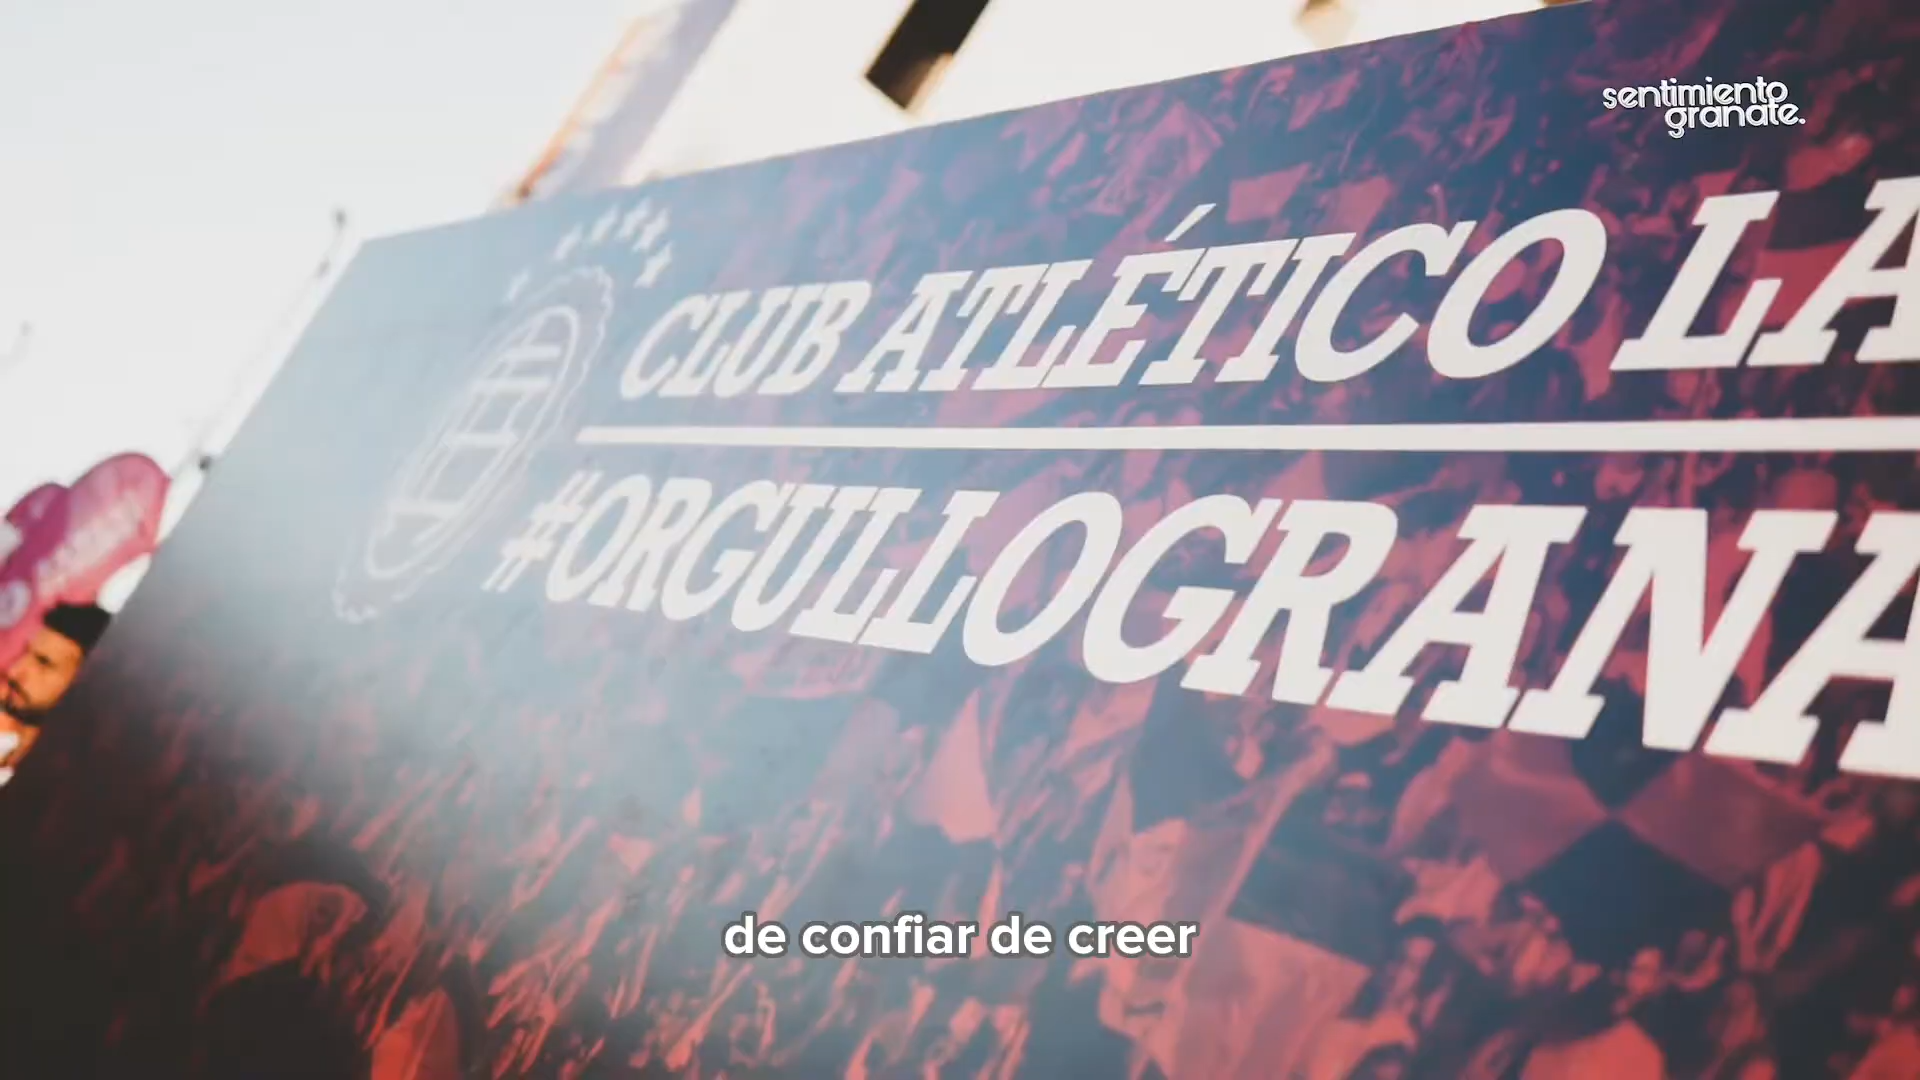 sentimiento
granate.
CLUB ATLÉTICO LA
#ORGULLOGRANA
de confiar de creer